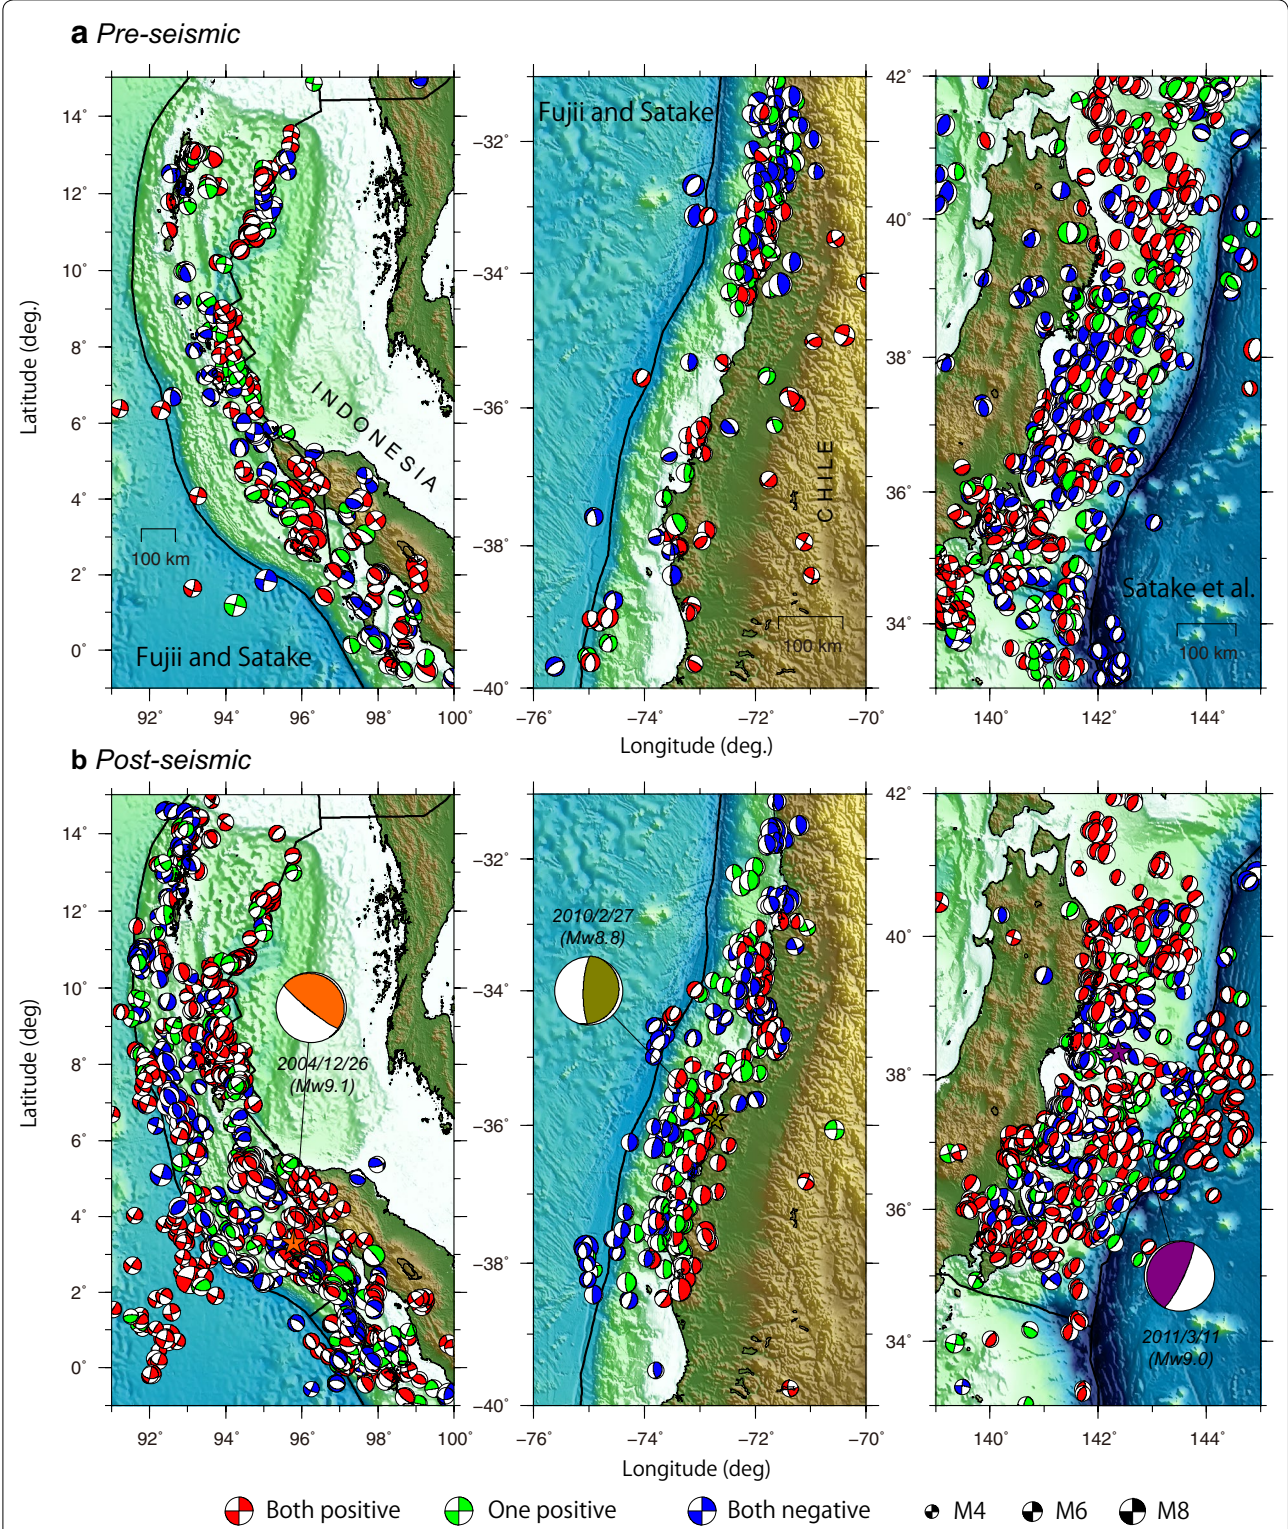 a Pre-seismic
14°
12°
10°
8°
6°
4°
2°
0°
Latitude (deg.)
INDONESIA
100 km
Fujii and Satake
92°
94°
96°
98°
100
Fujii and Satake
−32°
−34°
−36°
−38°
−40°
CHILE
100 km
−76°
−74°
−72°
−70°
Longitude (deg.)
42°
40°
38°
36°
34°
Satake et al.
100 km
140°
142°
144°
b Post-seismic
14°
12°
10°
8°
6°
4°
2°
0°
Latitude (deg)
2004/12/26
(Mw9.1)
92°
94°
96°
98°
100°
−32°
−34°
−36°
−38°
−40°
2010/2/27
(Mw8.8)
−76°
−74°
−72°
−70°
Longitude (deg)
42°
40°
38°
36°
34°
2011/3/11
(Mw9.0)
140°
142°
144°
Both positive
One positive
Both negative
M4
M6
M8